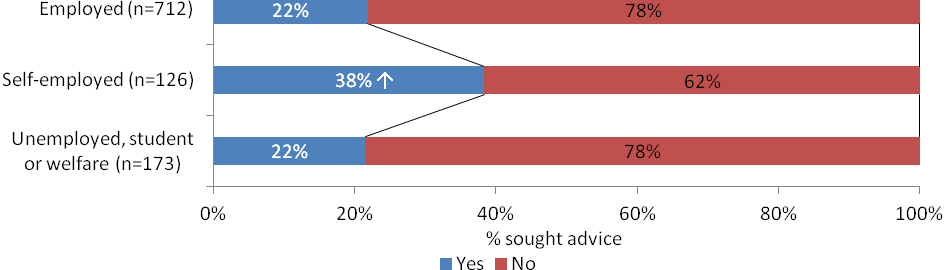 Employed (n=712)
22%
78%
Self-employed (n=126)
38% ↑
62%
Unemployed, student
or welfare (n=173)
22%
78%
0% 20% 40% 60% 80% 100%
% sought advice
Yes No